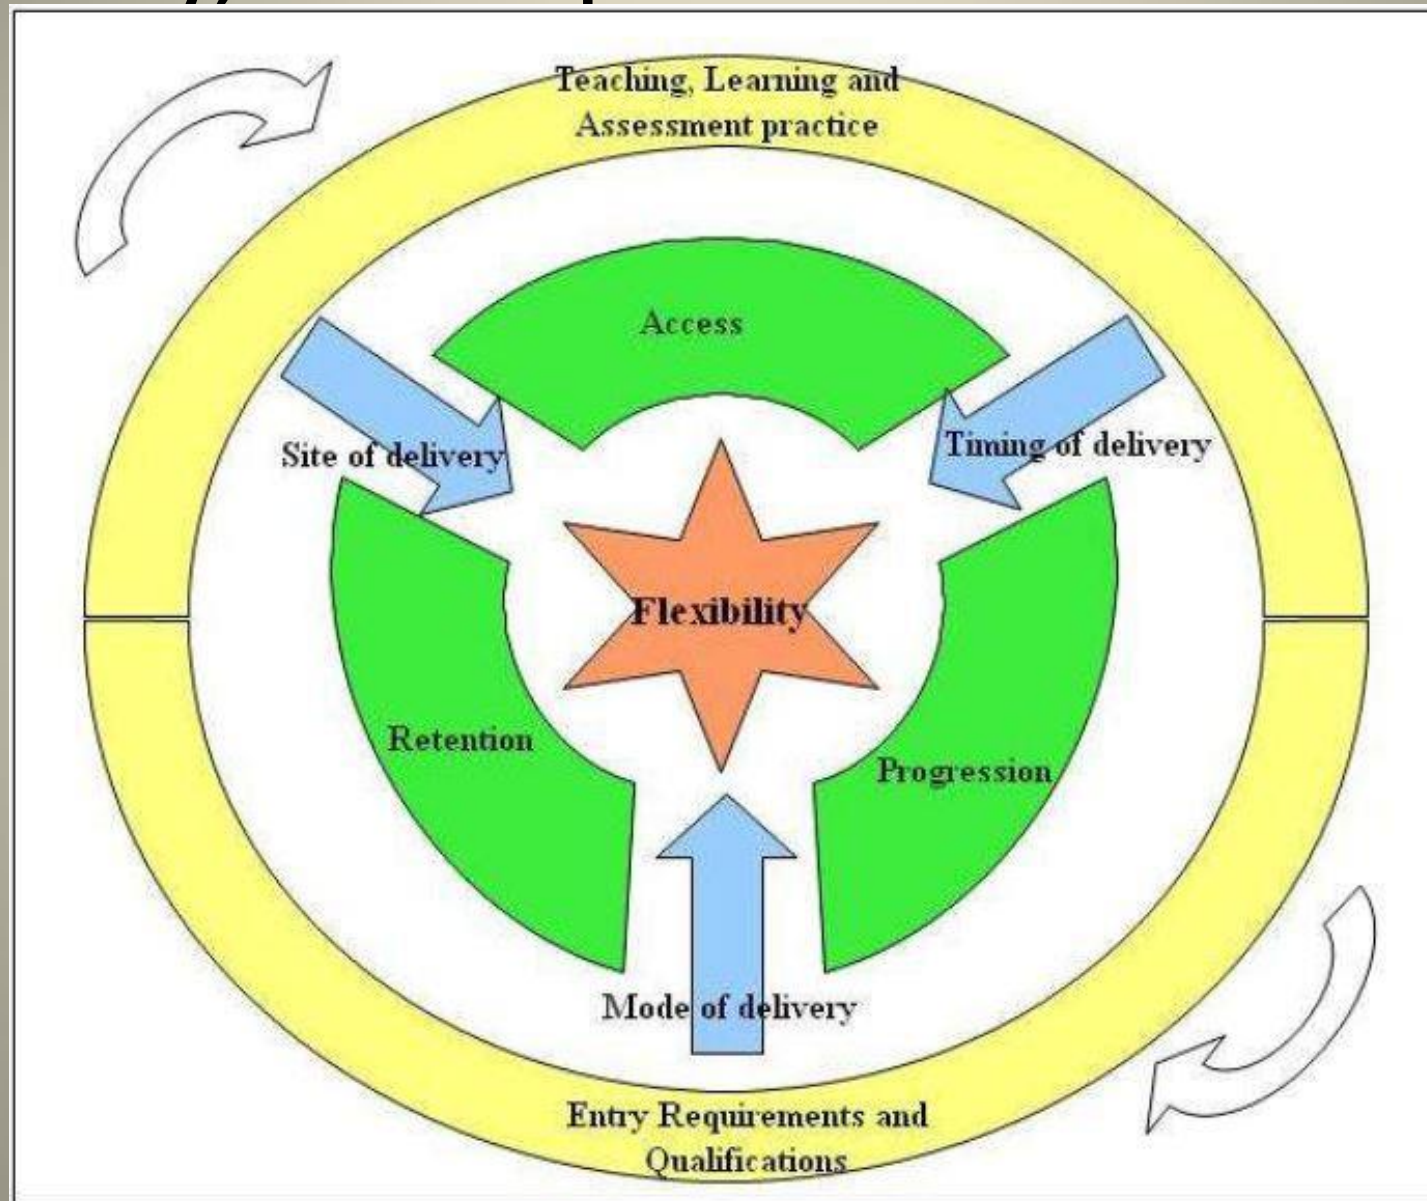 Teaching, Learning and
Assessment practice
Access
Site of delivery
Timing of delivery
Flexibility
Retention
Progression
Mode of delivery
Entry Requirements and
Qualifications